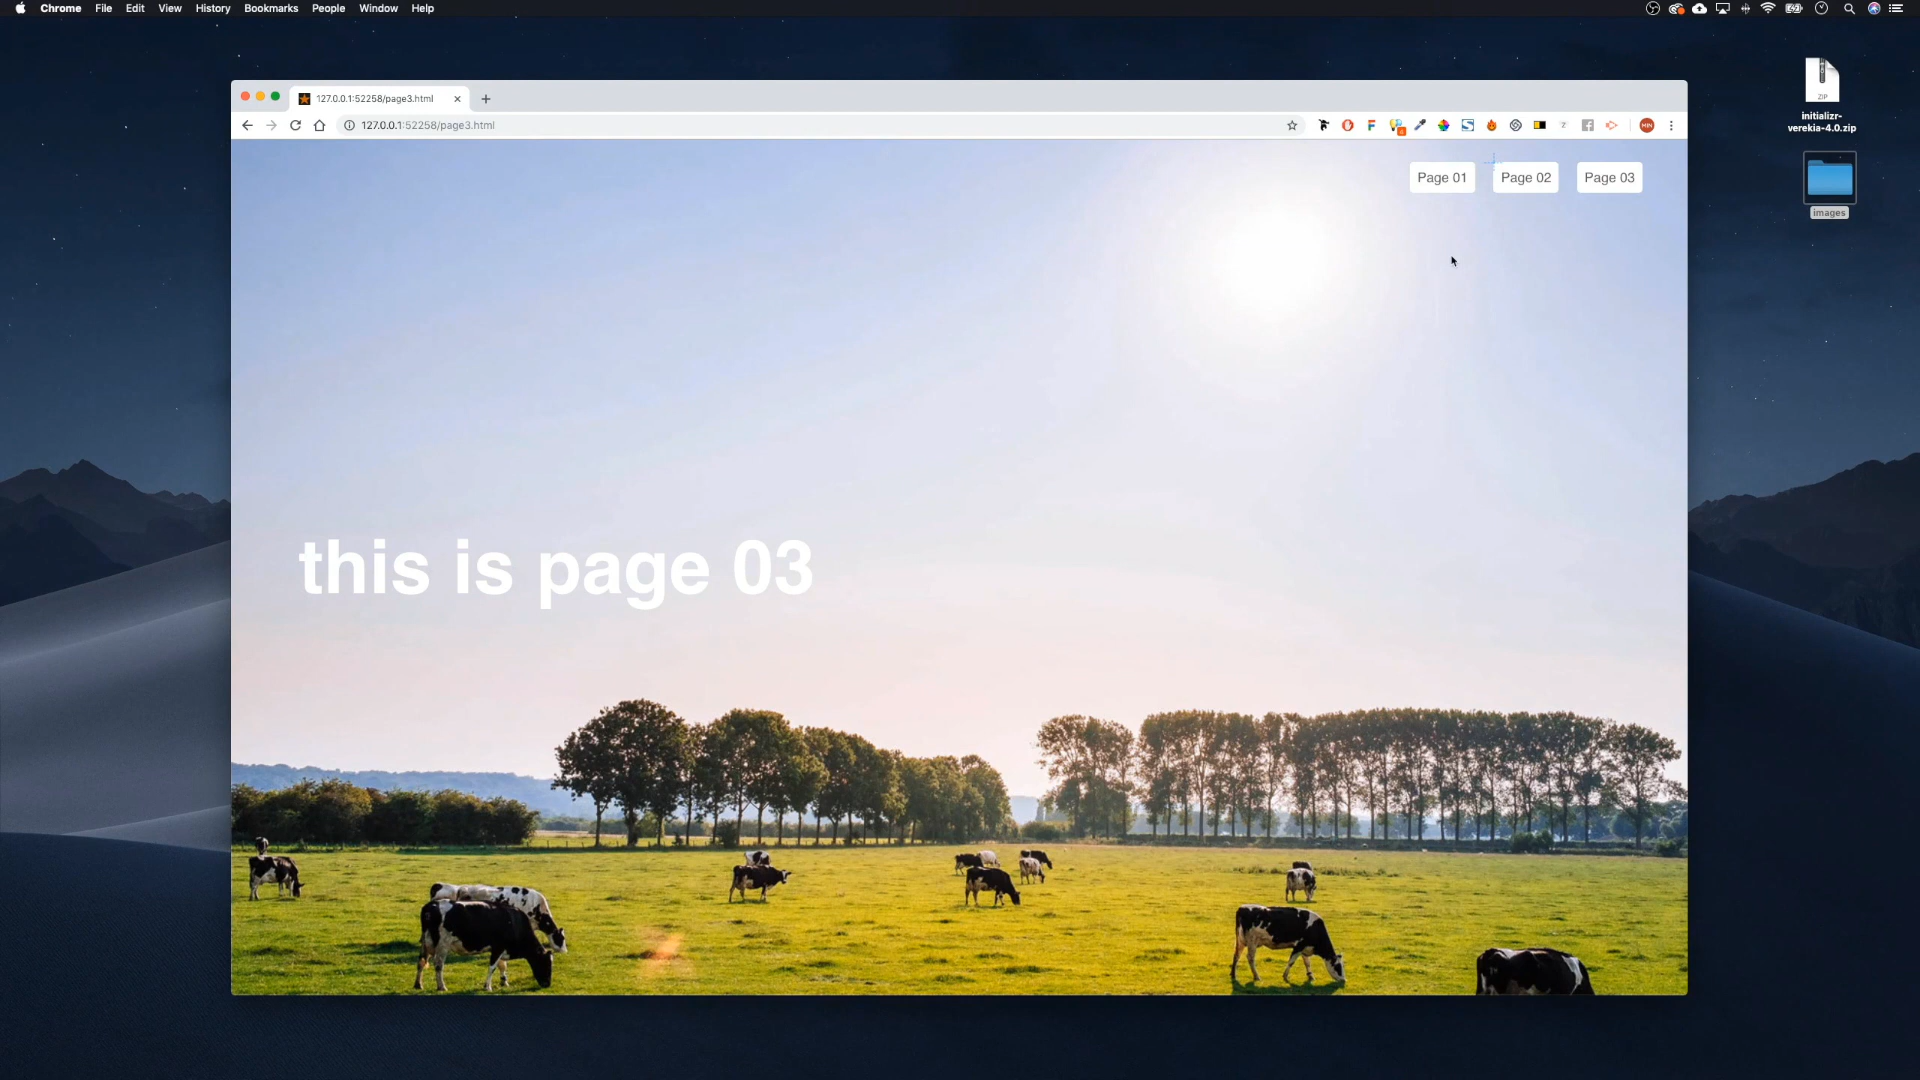 Chrome File Edit View History Bookmarks People Window Help
127.0.0.1:52258/page3.html
127.0.0.1:52258/page3.html
Page 01 Page 02 Page 03
this is page 03
ZIP
initializr-
verekia-4.0.zip
images